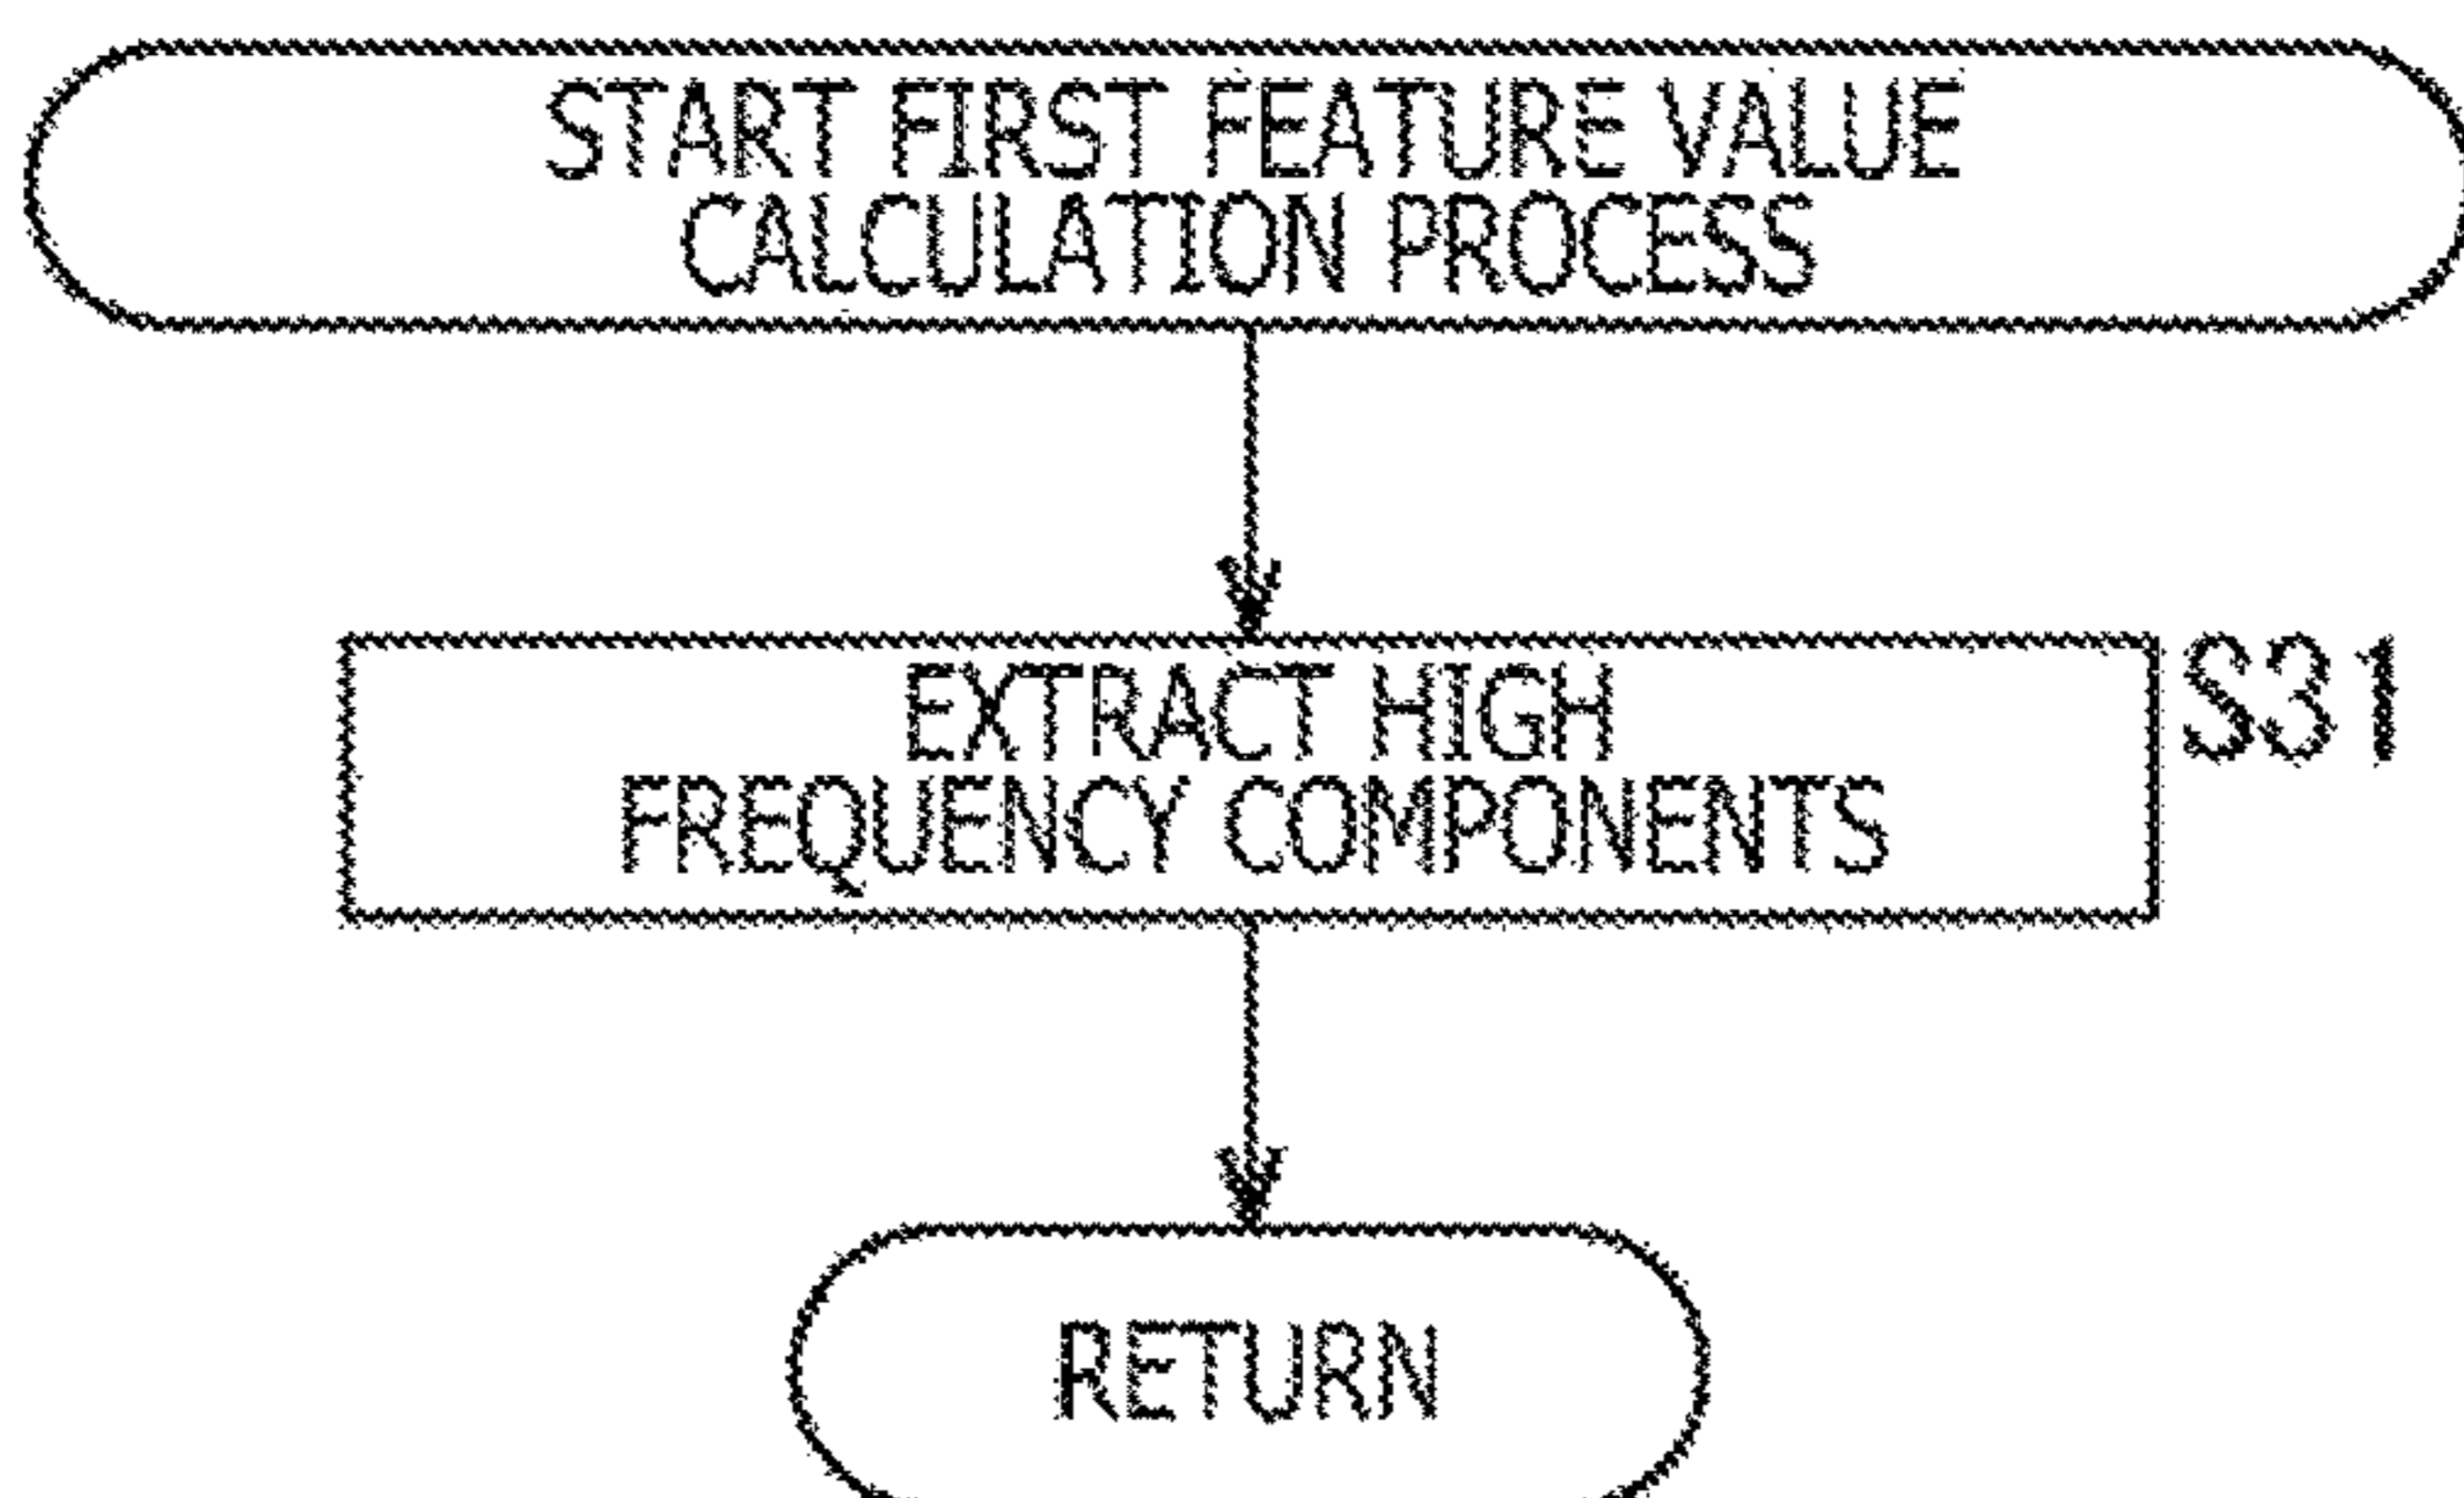 START FIRST FEATURE VALUE
CALCULATION PROCESS
EXTRACT HIGH
FREQUENCY COMPONENTS
S31
RETURN